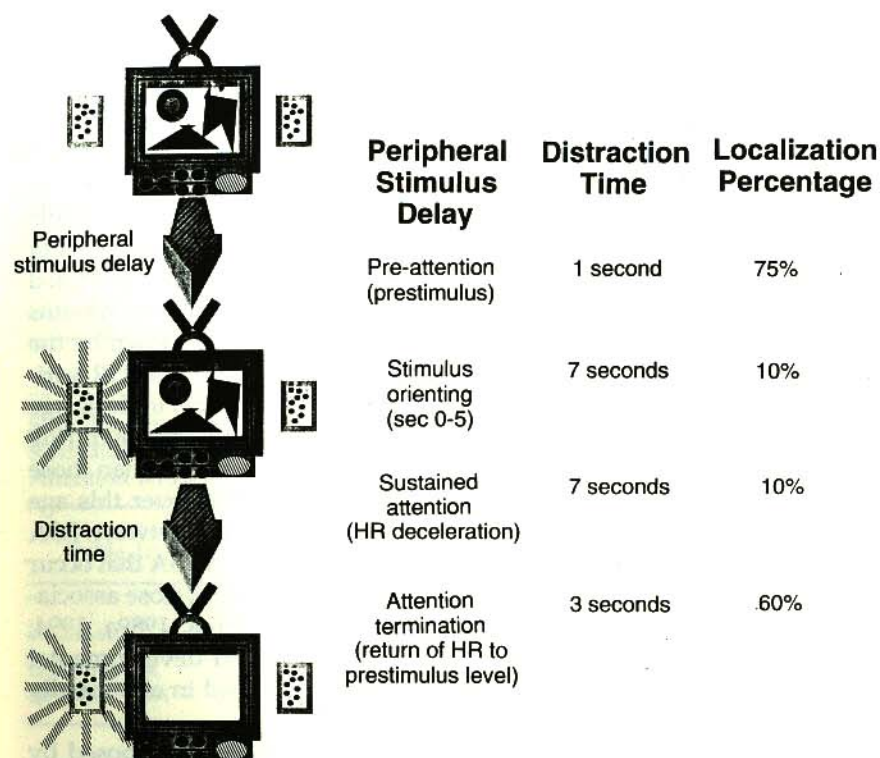 Peripheral
Stimulus
Delay
Distraction
Time
Localization
Percentage
Peripheral
stimulus delay
Pre-attention
(prestimulus)
1 second
75%
Stimulus
orienting
(sec 0-5)
7 seconds
10%
Sustained
attention
(HR deceleration)
7 seconds
10%
Distraction
time
Attention
termination
(return of HR to
prestimulus level)
3 seconds
60%